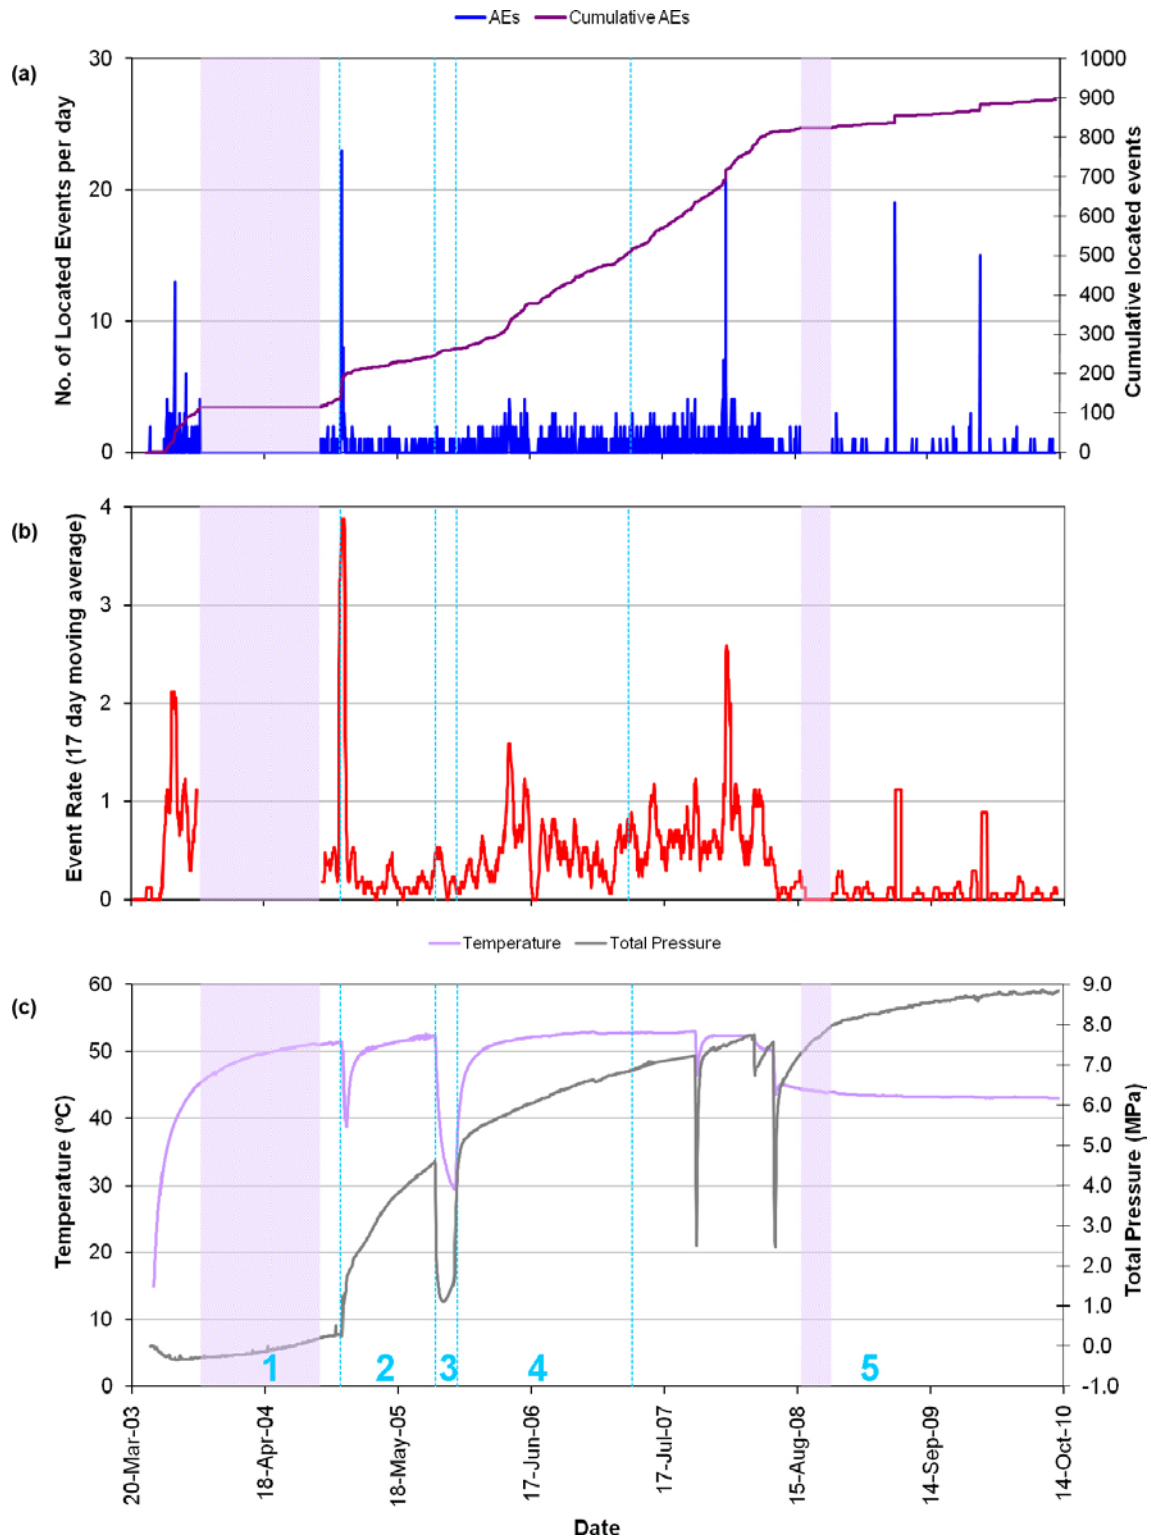 AEs Cumulative AEs
(a)
No. of Located Events per day
30
20
10
0
1000
900
800
700
600
500
400
300
200
100
0
Cumulative located events
(b)
Event Rate (17 day moving average)
4
3
2
1
0
Temperature Total Pressure
(c)
Temperature (ºC)
60
50
40
30
20
10
0
9.0
8.0
7.0
6.0
5.0
4.0
3.0
2.0
1.0
0.0
-1.0
Total Pressure (MPa)
1 2 3 4 5
20-Mar-03
18-Apr-04
18-May-05
17-Jun-06
17-Jul-07
15-Aug-08
14-Sep-09
14-Oct-10
Date